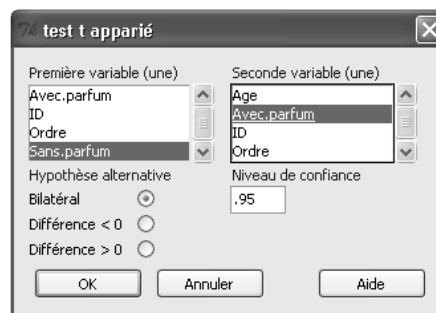 test t apparié
Première variable (une)
Avec.parfum
ID
Ordre
Sans.parfum
Seconde variable (une)
Age
Avec.parfum
ID
Ordre
Hypothèse alternative
Bilatéral
Différence < 0
Différence > 0
Niveau de confiance
.95
OK
Annuler
Aide